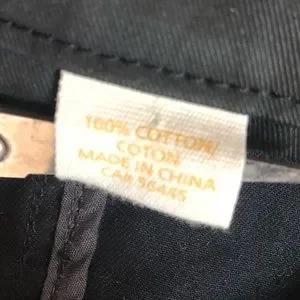 100% COTTON/
COTON
MADE IN CHINA
CA# 56445